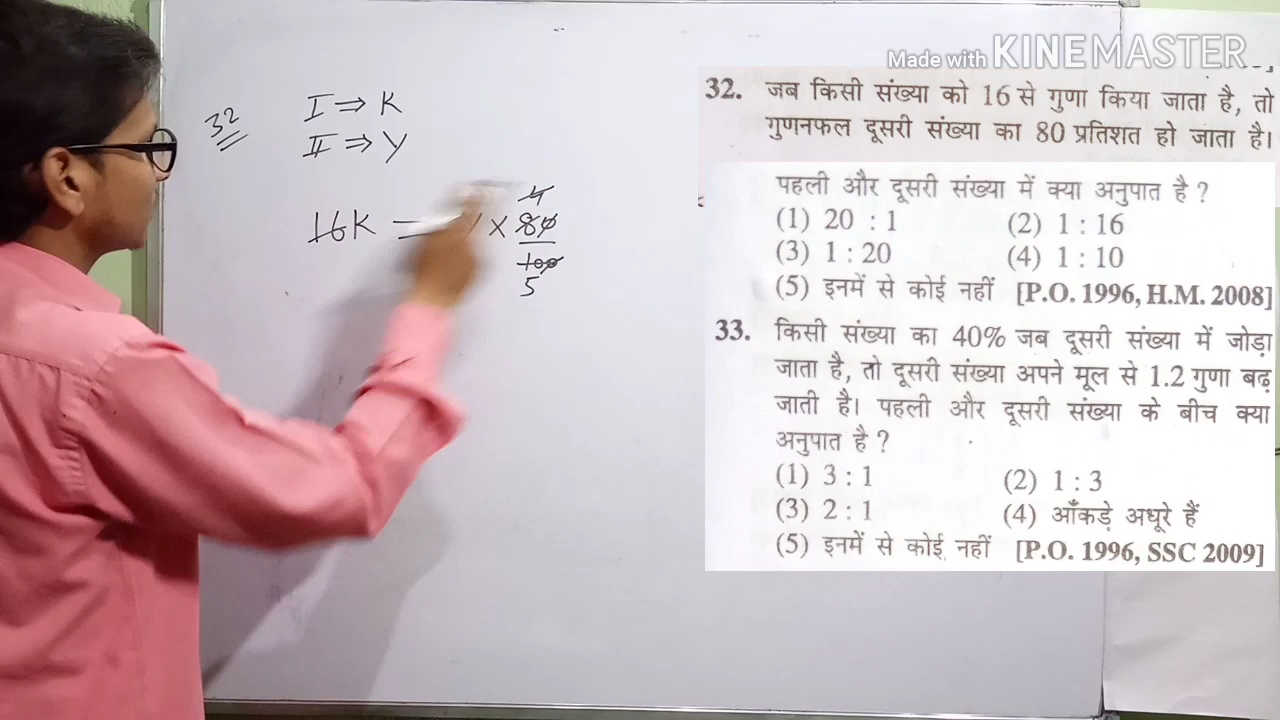 Made with KINEMASTER
32
I ⇒ K
II ⇒ Y
16K = Y × 80/100
4
5
32. जब किसी संख्या को 16 से गुणा किया जाता है, तो
गुणनफल दूसरी संख्या का 80 प्रतिशत हो जाता है।
पहली और दूसरी संख्या में क्या अनुपात है ?
(1) 20 : 1 (2) 1 : 16
(3) 1 : 20 (4) 1 : 10
(5) इनमें से कोई नहीं [P.O. 1996, H.M. 2008]
33. किसी संख्या का 40% जब दूसरी संख्या में जोड़ा
जाता है, तो दूसरी संख्या अपने मूल से 1.2 गुणा बढ़
जाती है। पहली और दूसरी संख्या के बीच क्या
अनुपात है ?
(1) 3 : 1 (2) 1 : 3
(3) 2 : 1 (4) आँकड़े अधूरे हैं
(5) इनमें से कोई नहीं [P.O. 1996, SSC 2009]